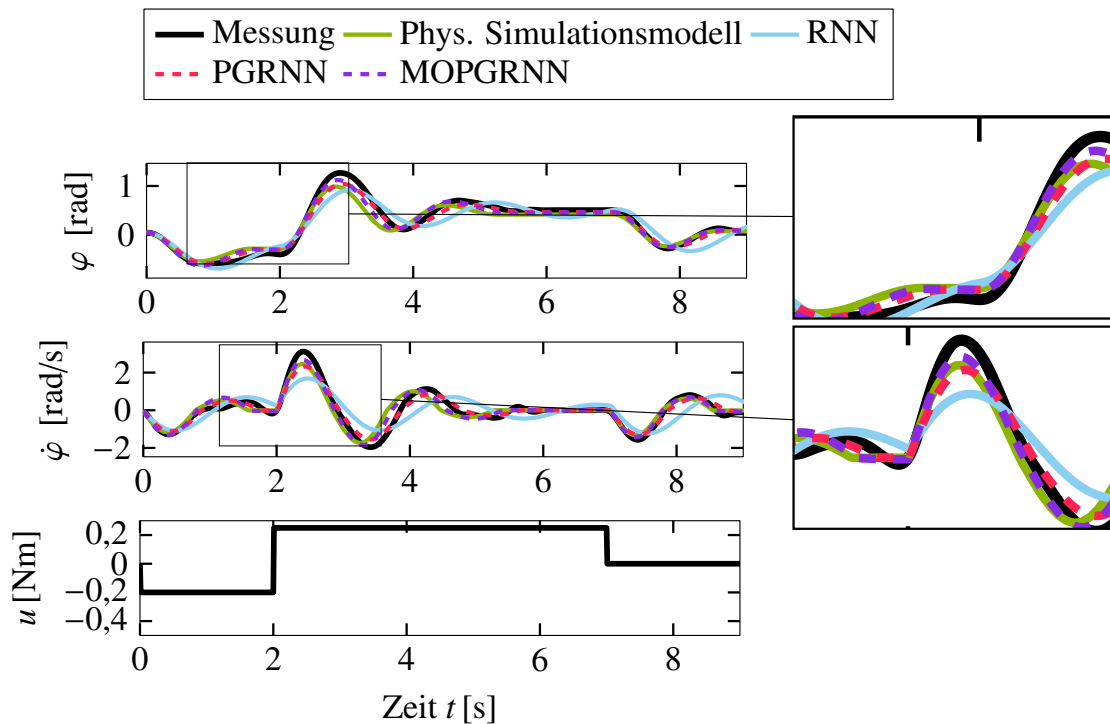 Messung Phys. Simulationsmodell RNN
PGRNN MOPGRNN
φ [rad]
1
0
0 2 4 6 8
φ̇ [rad/s]
2
0
−2
0 2 4 6 8
u [Nm]
0,2
0
−0,2
−0,4
0 2 4 6 8
Zeit t [s]